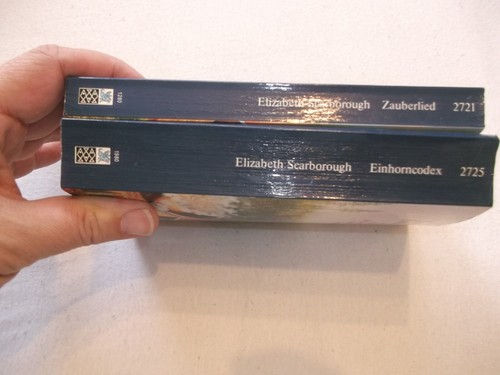 Elizabeth Scarborough Zauberlied 2721
Elizabeth Scarborough Einhorncodex 2725